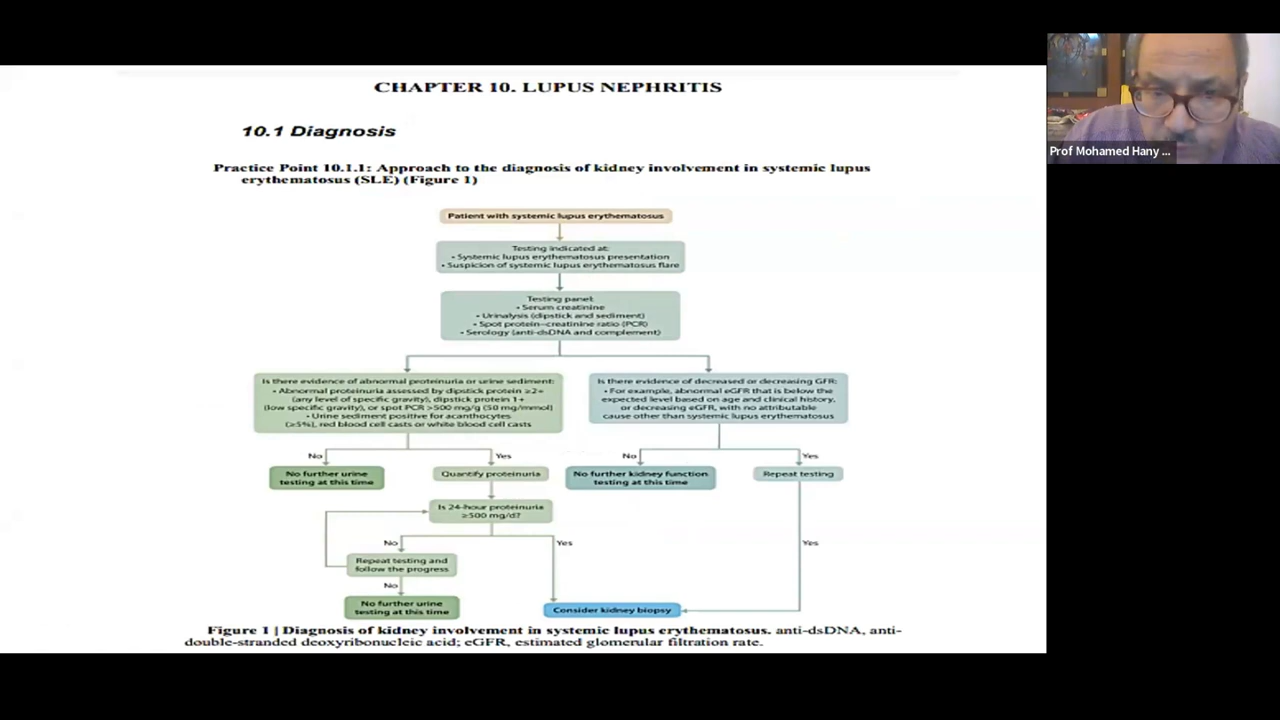 CHAPTER 10. LUPUS NEPHRITIS
10.1 Diagnosis
Practice Point 10.1.1: Approach to the diagnosis of kidney involvement in systemic lupus
erythematosus (SLE) (Figure 1)
Patient with systemic lupus erythematosus
Testing indicated at:
• Systemic lupus erythematosus presentation
• Suspicion of systemic lupus erythematosus flare
Testing panel:
• Serum creatinine
• Urinalysis (dipstick and sediment)
• Spot protein–creatinine ratio (PCR)
• Serology (anti-dsDNA and complement)
Is there evidence of abnormal proteinuria or urine sediment:
• Abnormal proteinuria assessed by dipstick protein ≥2+
(any level of specific gravity), dipstick protein 1+
(low specific gravity), or spot PCR >500 mg/g (50 mg/mmol)
• Urine sediment positive for acanthocytes
(≥5%), red blood cell casts or white blood cell casts
Is there evidence of decreased or decreasing GFR:
• For example, abnormal eGFR that is below the
expected level based on age and clinical history,
or decreasing eGFR, with no attributable
cause other than systemic lupus erythematosus
No
Yes
No
Yes
No further urine
testing at this time
Quantify proteinuria
No further kidney function
testing at this time
Repeat testing
Is 24-hour proteinuria
≥500 mg/d?
No
Yes
Yes
Repeat testing and
follow the progress
No
No further urine
testing at this time
Consider kidney biopsy
Figure 1 | Diagnosis of kidney involvement in systemic lupus erythematosus. anti-dsDNA, anti-
double-stranded deoxyribonucleic acid; eGFR, estimated glomerular filtration rate.
Prof Mohamed Hany ...